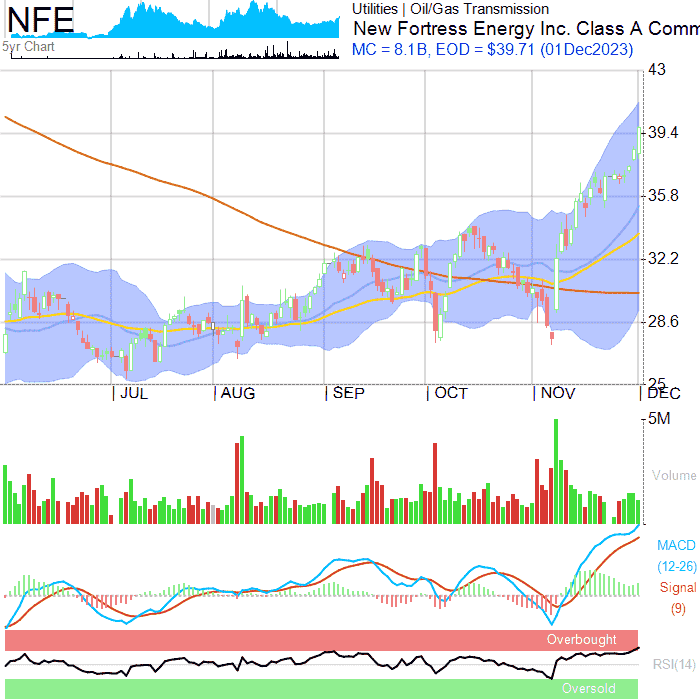 NFE
5yr Chart
Utilities | Oil/Gas Transmission
New Fortress Energy Inc. Class A Comm
MC = 8.1B, EOD = $39.71 (01Dec2023)
43
39.4
35.8
32.2
28.6
25
JUL AUG SEP OCT NOV DEC
5M
Volume
MACD
(12-26)
Signal
(9)
Overbought
RSI(14)
Oversold